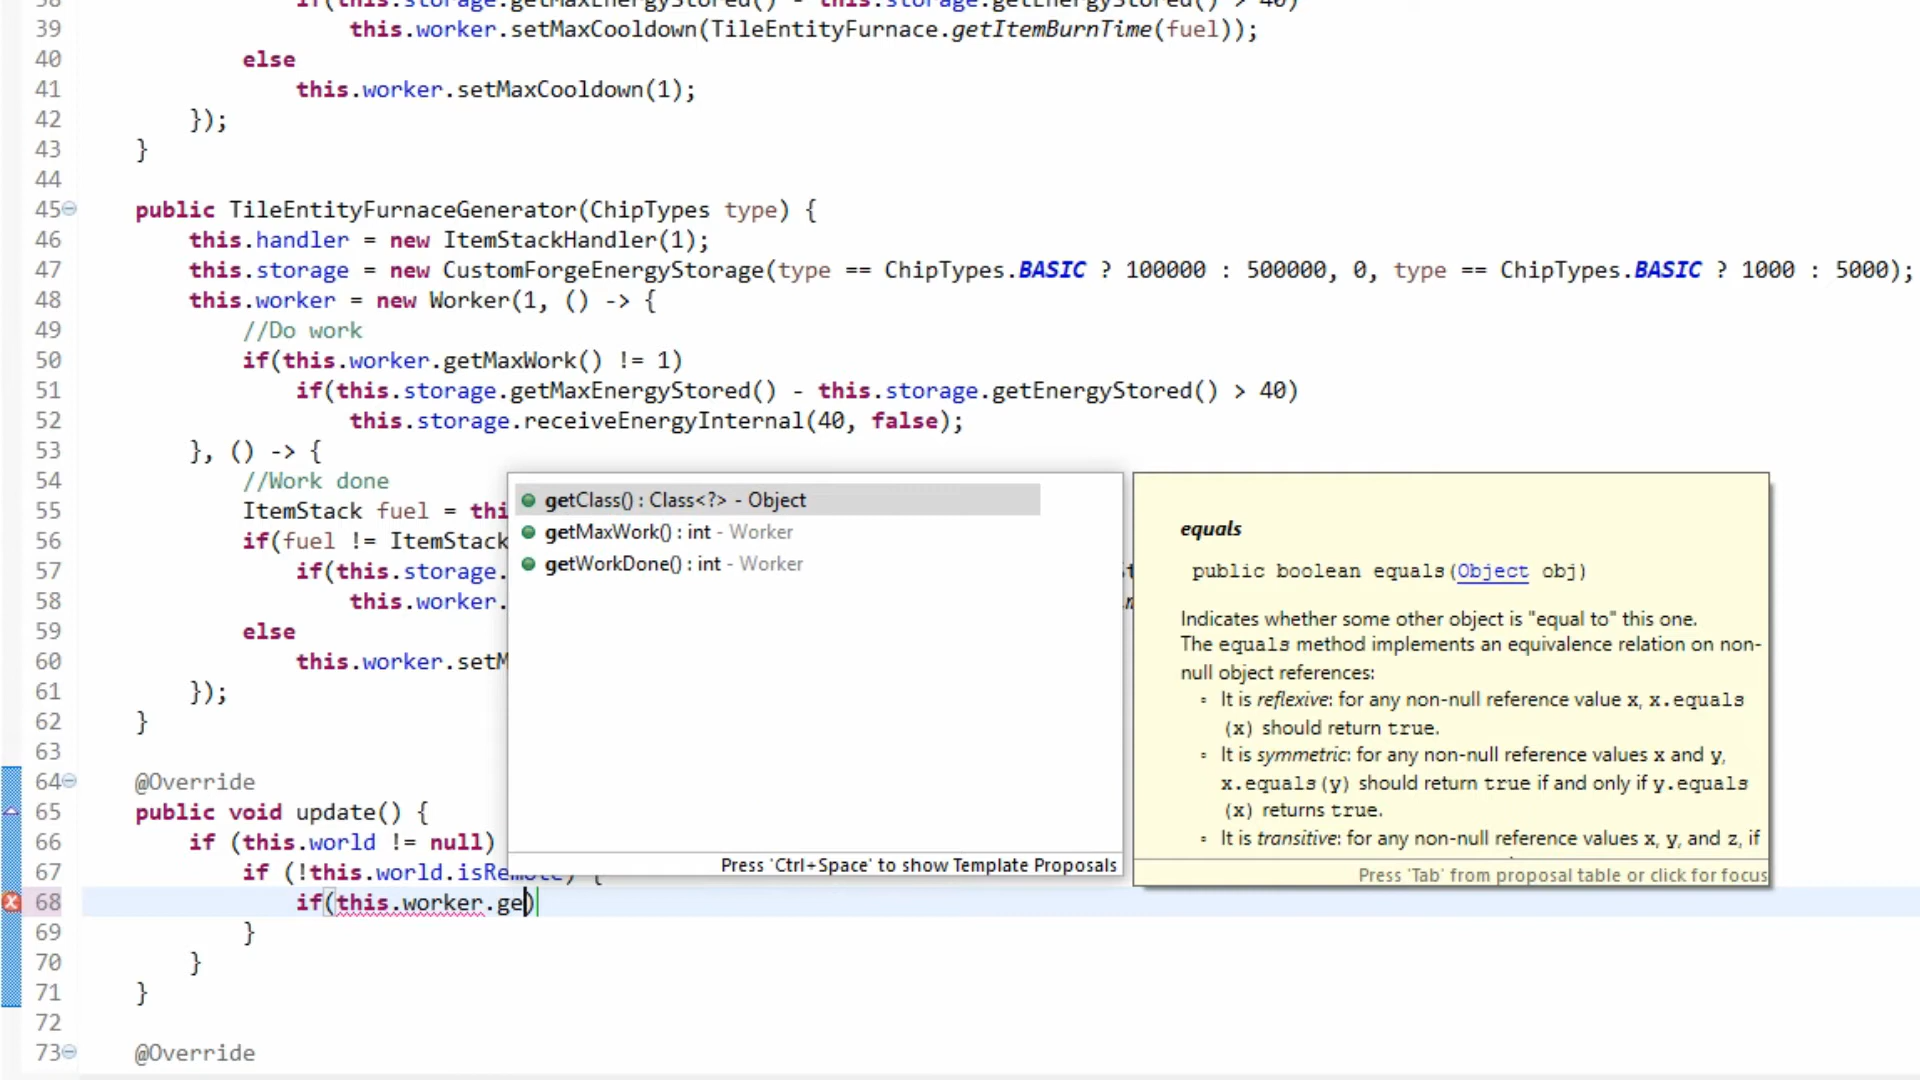 38 if(this.storage.getMaxEnergyStored() - this.storage.getEnergyStored() > 40)
39 this.worker.setMaxCooldown(TileEntityFurnace.getItemBurnTime(fuel));
40 else
41 this.worker.setMaxCooldown(1);
42 });
43 }
44
45 public TileEntityFurnaceGenerator(ChipTypes type) {
46 this.handler = new ItemStackHandler(1);
47 this.storage = new CustomForgeEnergyStorage(type == ChipTypes.BASIC ? 100000 : 500000, 0, type == ChipTypes.BASIC ? 1000 : 5000);
48 this.worker = new Worker(1, () -> {
49 //Do work
50 if(this.worker.getMaxWork() != 1)
51 if(this.storage.getMaxEnergyStored() - this.storage.getEnergyStored() > 40)
52 this.storage.receiveEnergyInternal(40, false);
53 }, () -> {
54 //Work done
55 ItemStack fuel = thi
56 if(fuel != ItemStack
57 if(this.storage.
58 this.worker.
59 else
60 this.worker.setM
61 });
62 }
63
64 @Override
65 public void update() {
66 if (this.world != null)
67 if (!this.world.isRemote) {
68 if(this.worker.ge)
69 }
70 }
71 }
72
73 @Override
getClass() : Class<?> - Object
getMaxWork() : int - Worker
getWorkDone() : int - Worker
Press 'Ctrl+Space' to show Template Proposals
equals
public boolean equals(Object obj)
Indicates whether some other object is "equal to" this one.
The equals method implements an equivalence relation on non-
null object references:
◦ It is reflexive: for any non-null reference value x, x.equals
(x) should return true.
◦ It is symmetric: for any non-null reference values x and y,
x.equals(y) should return true if and only if y.equals
(x) returns true.
◦ It is transitive: for any non-null reference values x, y, and z, if
Press 'Tab' from proposal table or click for focus